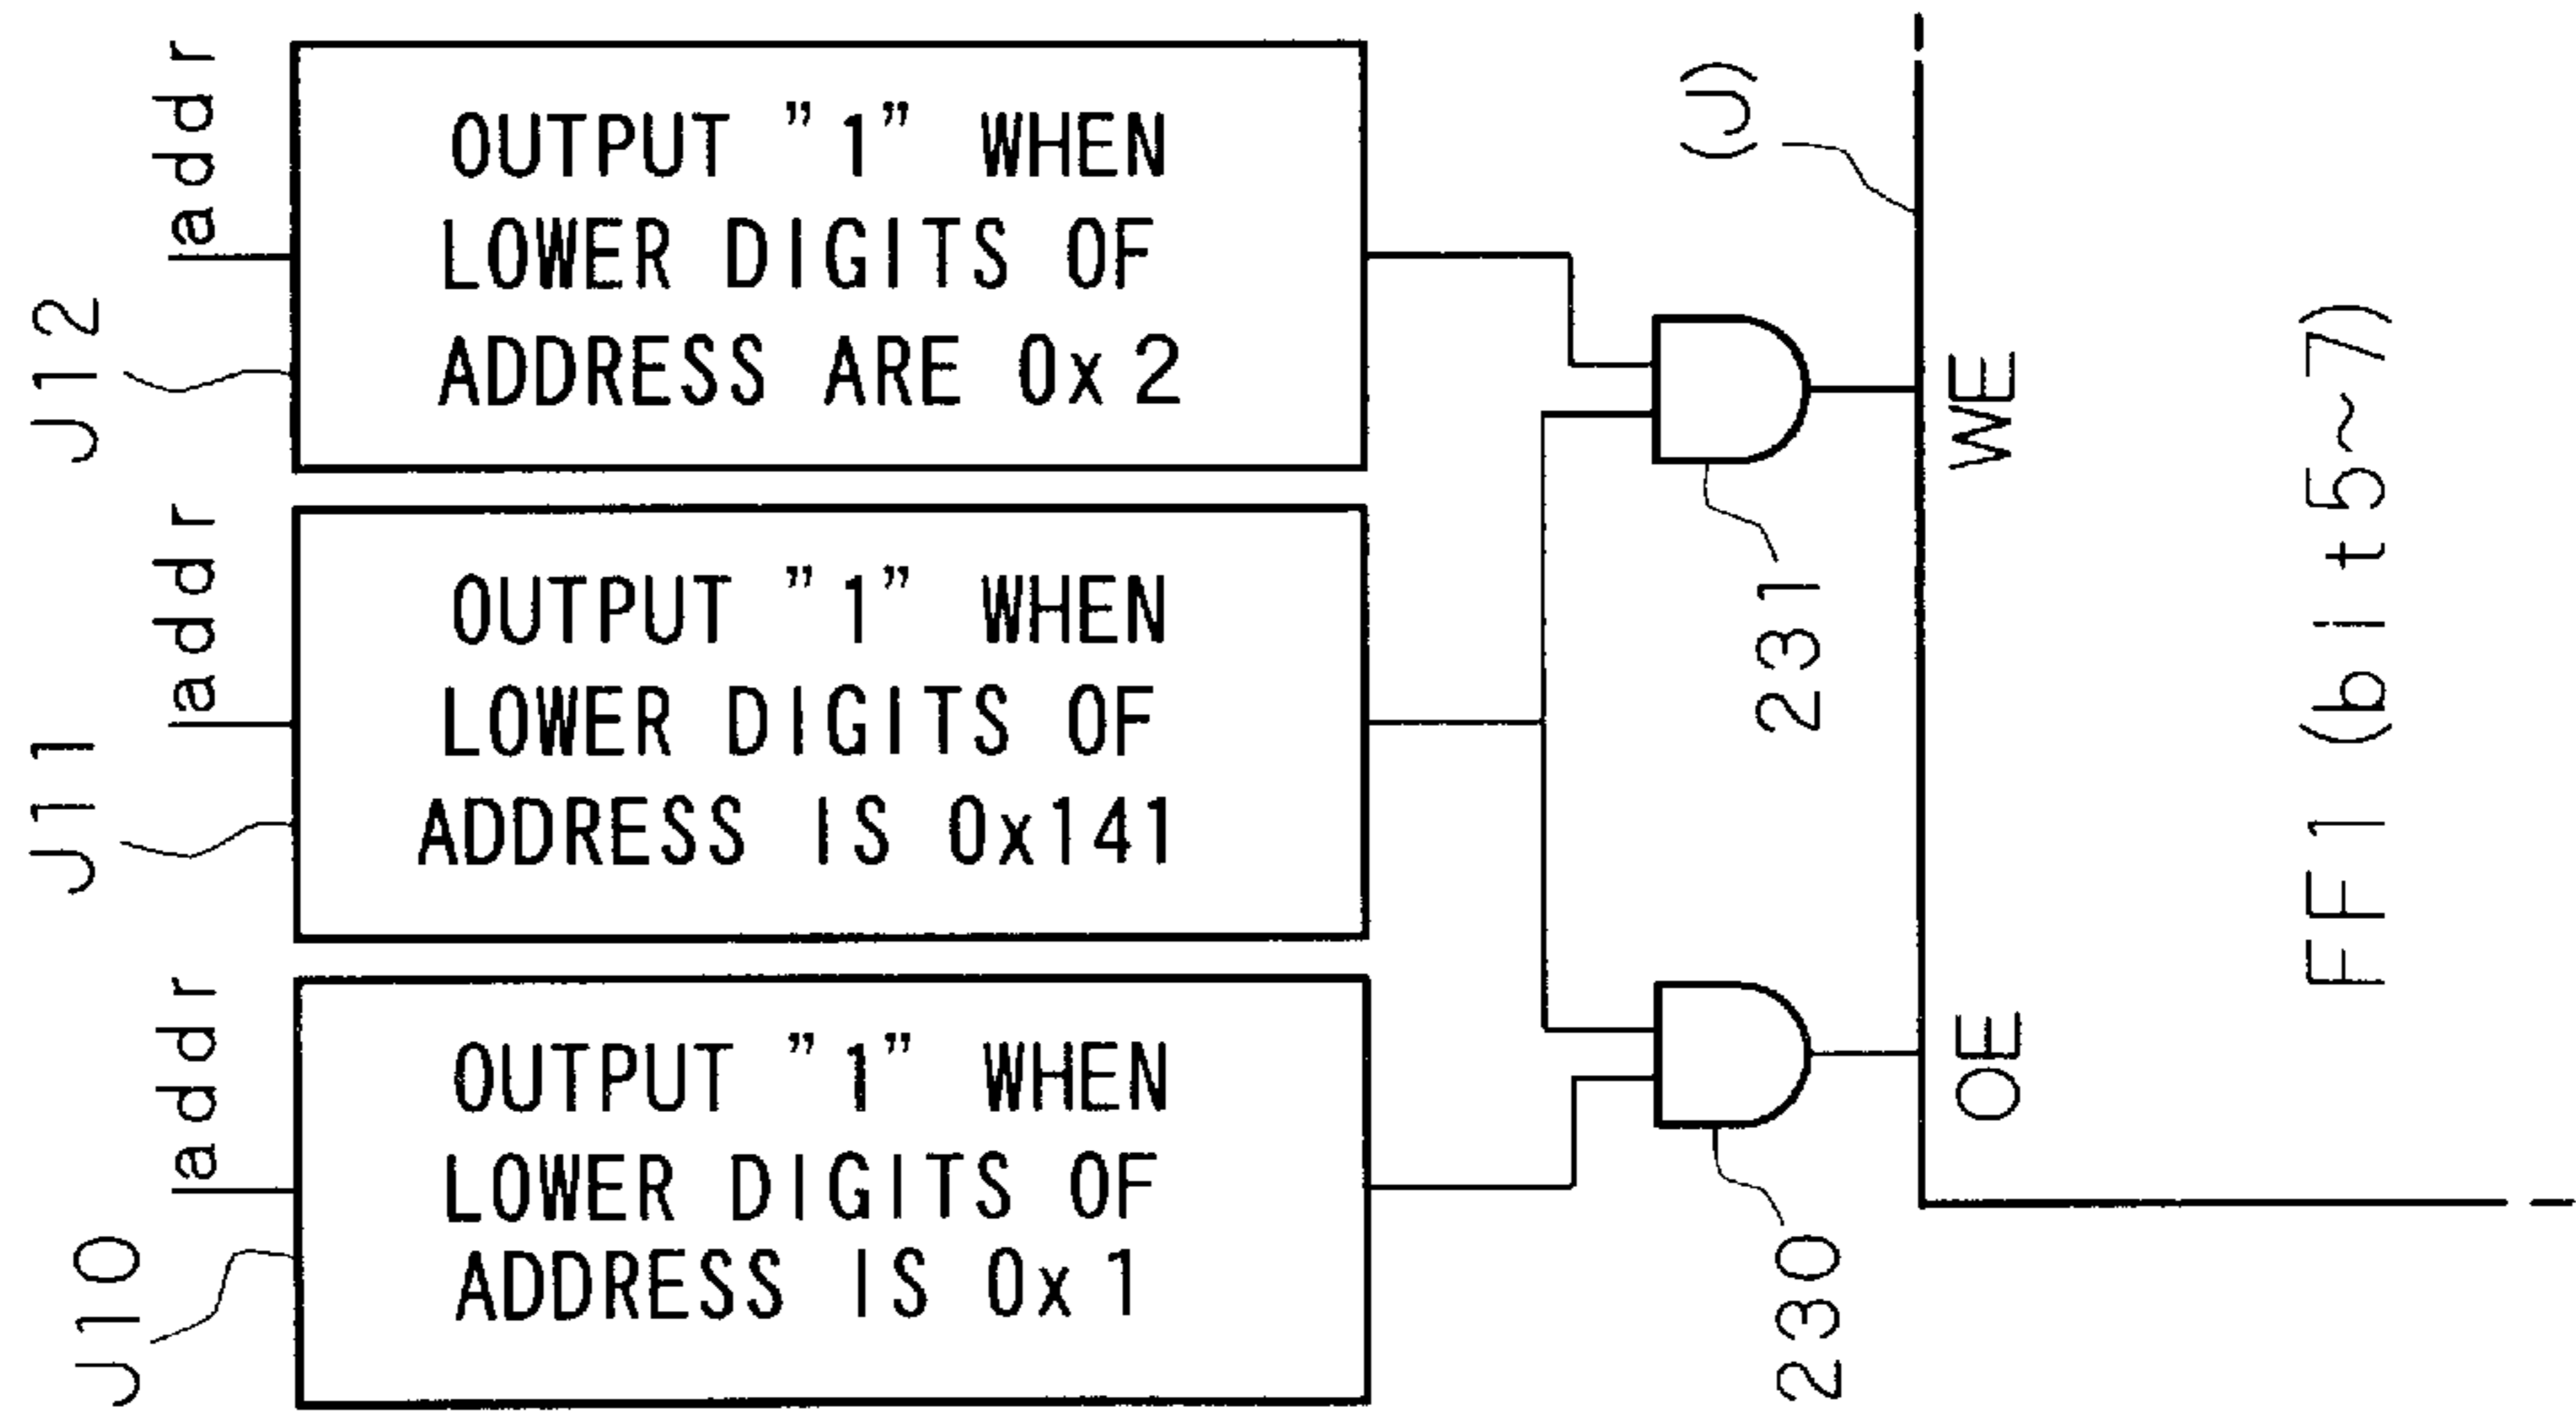 J12
addr
OUTPUT "1" WHEN
LOWER DIGITS OF
ADDRESS ARE 0x2
J11
addr
OUTPUT "1" WHEN
LOWER DIGITS OF
ADDRESS IS 0x141
J10
addr
OUTPUT "1" WHEN
LOWER DIGITS OF
ADDRESS IS 0x1
231
230
(J)
WE
OE
FF1 (bit5~7)